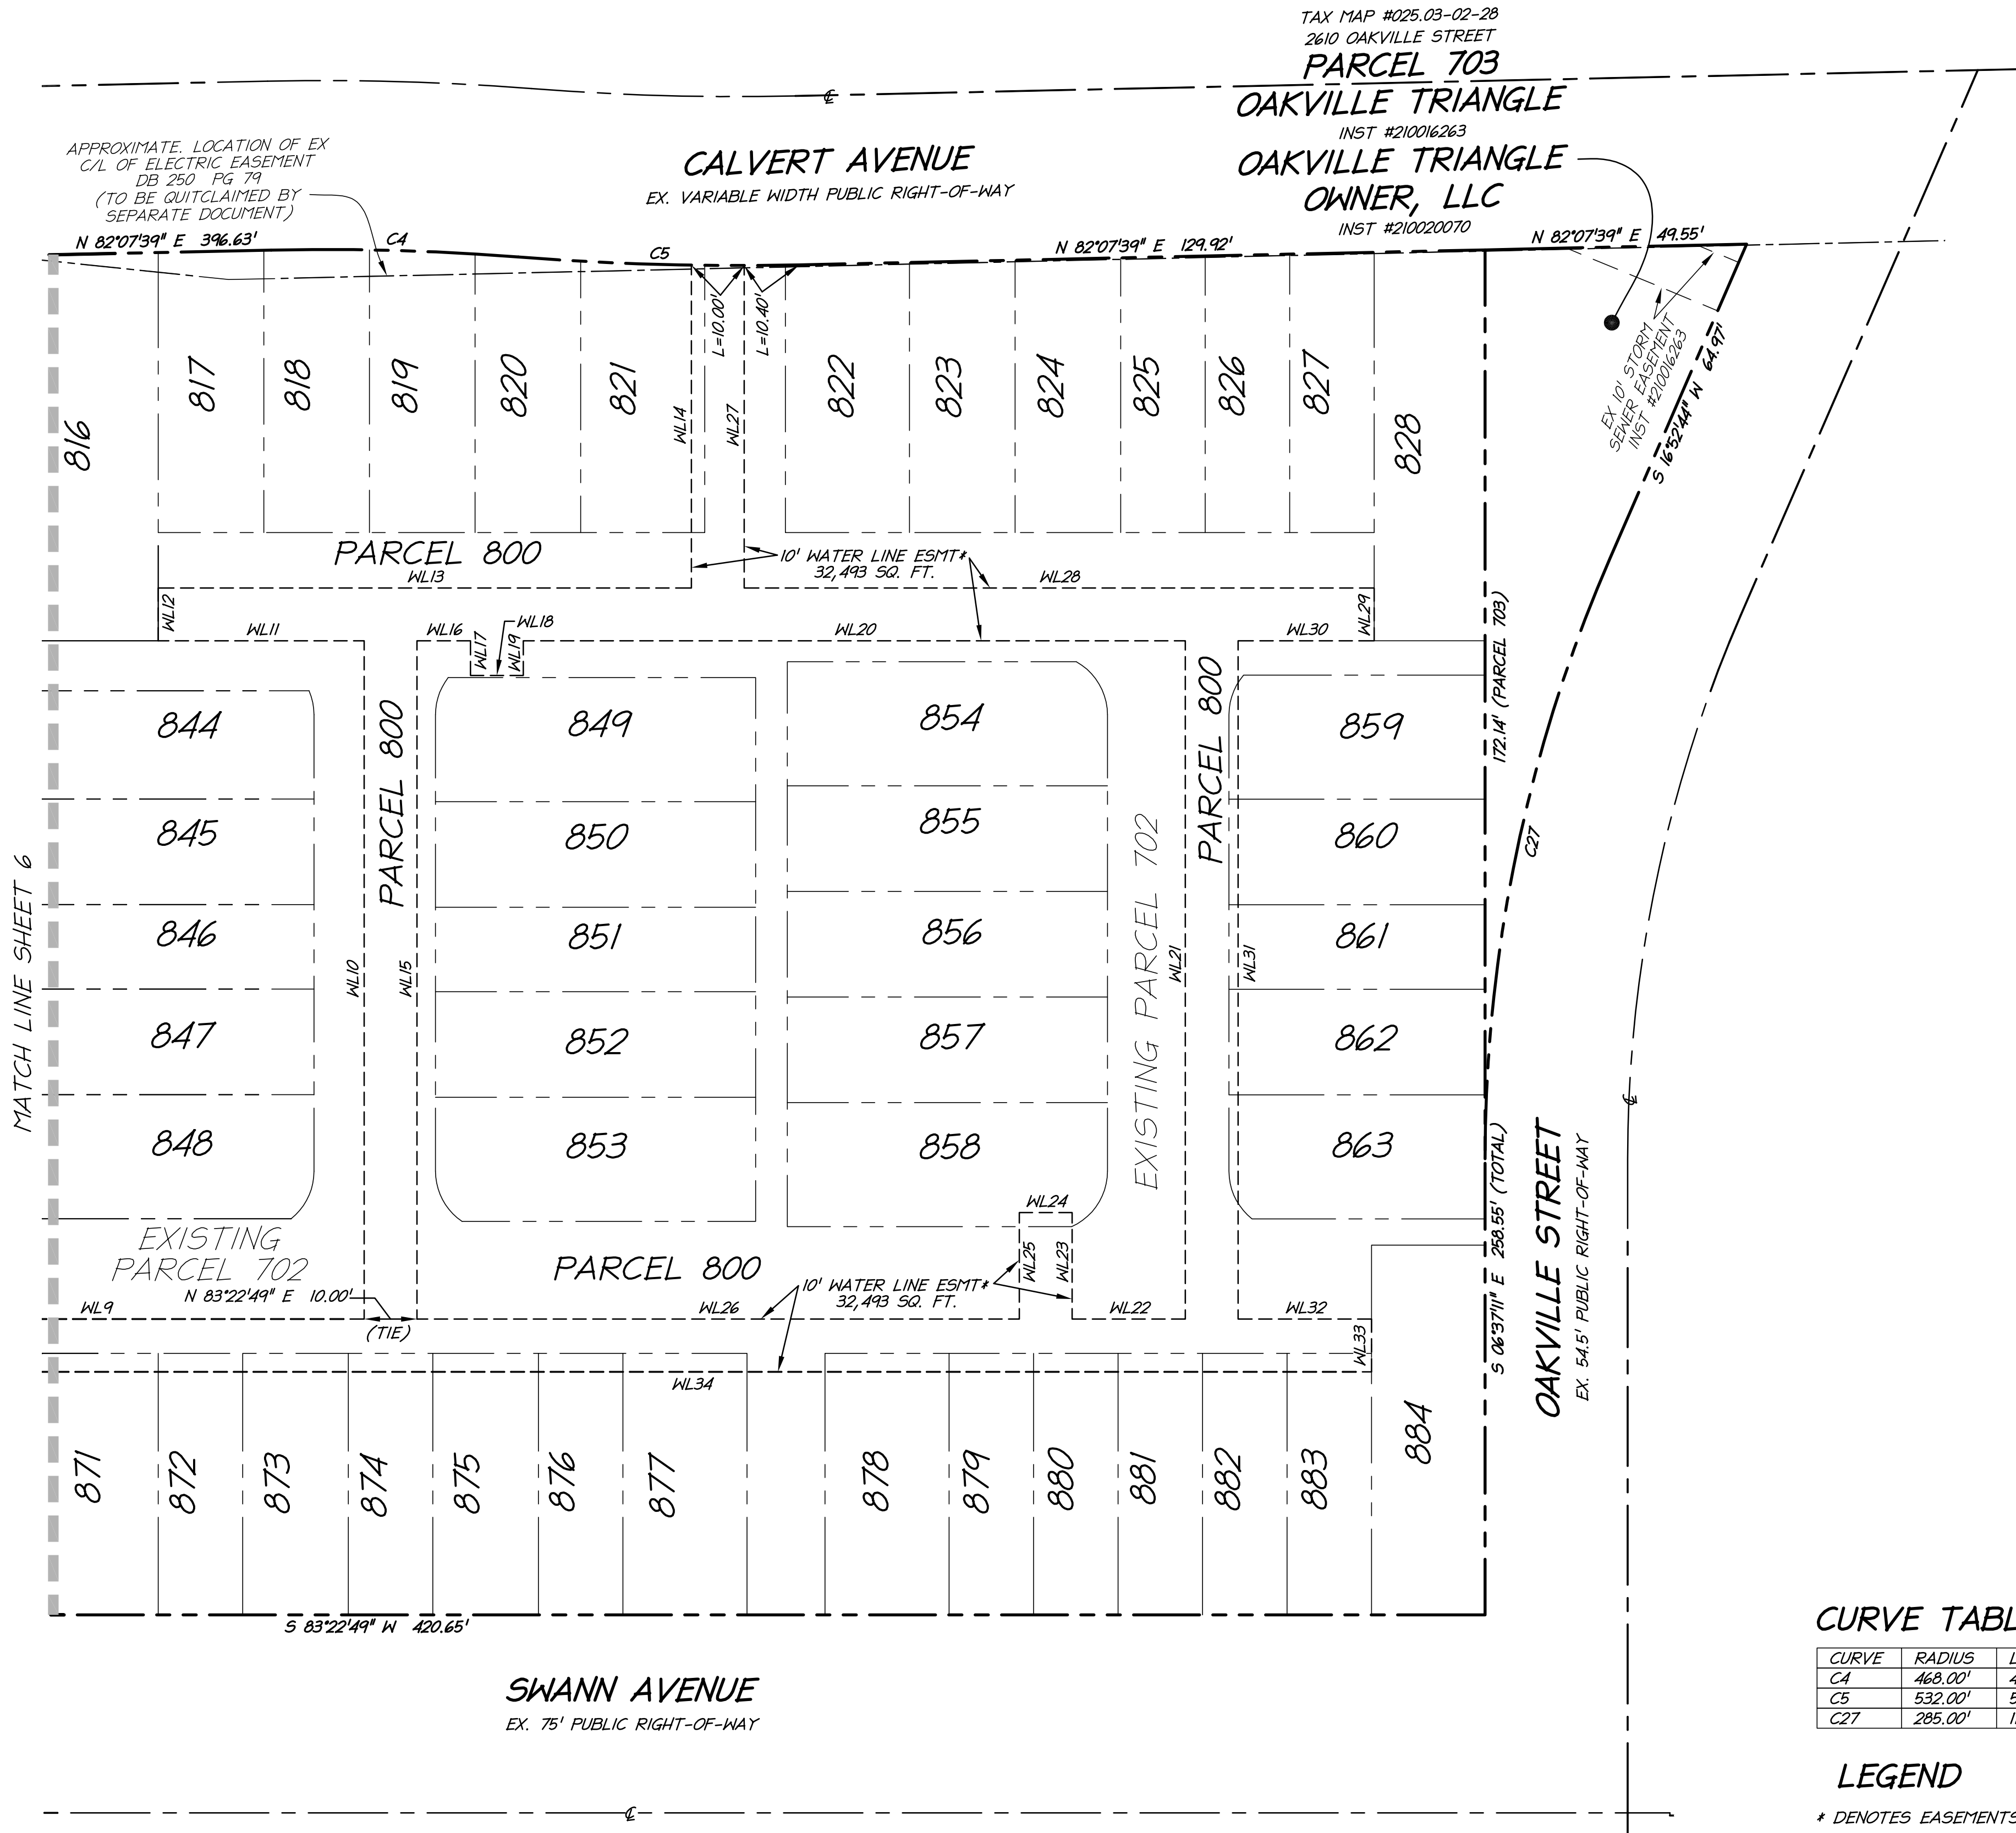 TAX MAP #025.03-02-28
2610 OAKVILLE STREET
PARCEL 703
OAKVILLE TRIANGLE
INST #210016263
OAKVILLE TRIANGLE
OWNER, LLC
INST #210020070
℄
APPROXIMATE. LOCATION OF EX
C/L OF ELECTRIC EASEMENT
DB 250 PG 79
(TO BE QUITCLAIMED BY
SEPARATE DOCUMENT)
CALVERT AVENUE
EX. VARIABLE WIDTH PUBLIC RIGHT-OF-WAY
N 82°07'39" E 396.63'
C4
C5
N 82°07'39" E 129.92'
N 82°07'39" E 49.55'
L=10.00'
L=10.40'
EX 10' STORM
SEWER EASEMENT
INST #210016263
S 16°52'44" W 64.97'
816
817
818
819
820
821
WL14
WL27
822
823
824
825
826
827
828
PARCEL 800
WL13
10' WATER LINE ESMT*
32,493 SQ. FT.
WL28
WL12
WL11
WL16
WL17
WL18
WL19
WL20
WL30
WL29
172.14' (PARCEL 703)
844
845
846
847
848
PARCEL 800
WL10
WL15
849
850
851
852
853
854
855
856
857
858
EXISTING PARCEL 702
WL21
PARCEL 800
WL31
859
860
861
862
863
C27
MATCH LINE SHEET 6
℄
EXISTING
PARCEL 702
N 83°22'49" E 10.00'
WL9
(TIE)
PARCEL 800
WL26
10' WATER LINE ESMT*
32,493 SQ. FT.
WL24
WL25
WL23
WL22
WL32
WL33
WL34
S 06°37'11" E 258.55' (TOTAL)
OAKVILLE STREET
EX. 54.5' PUBLIC RIGHT-OF-WAY
871
872
873
874
875
876
877
878
879
880
881
882
883
884
S 83°22'49" W 420.65'
SWANN AVENUE
EX. 75' PUBLIC RIGHT-OF-WAY
℄
CURVE TABL
CURVE RADIUS L
C4 468.00' 4
C5 532.00' 5
C27 285.00' 1
LEGEND
* DENOTES EASEMENTS